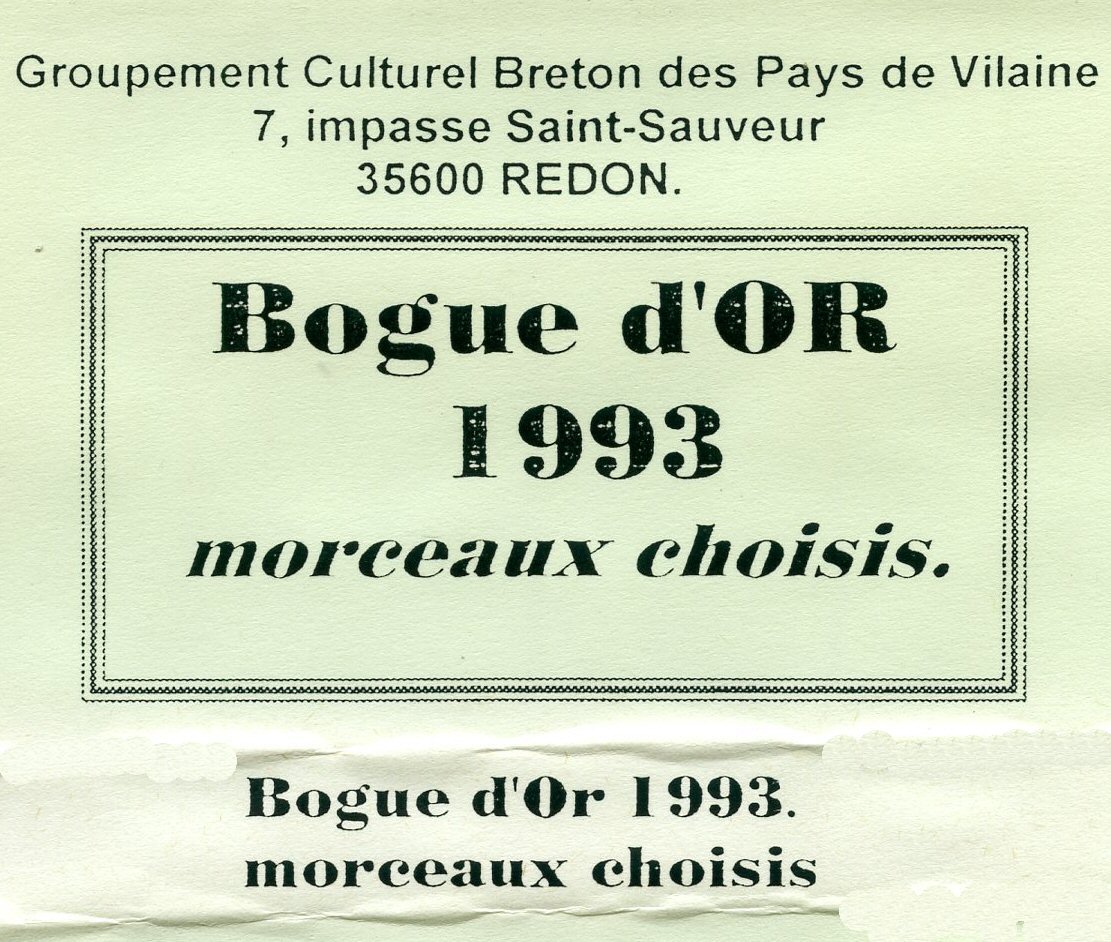 Groupement Culturel Breton des Pays de Vilaine
7, impasse Saint-Sauveur
35600 REDON.
Bogue d'OR
1993
morceaux choisis.
Bogue d'Or 1993.
morceaux choisis